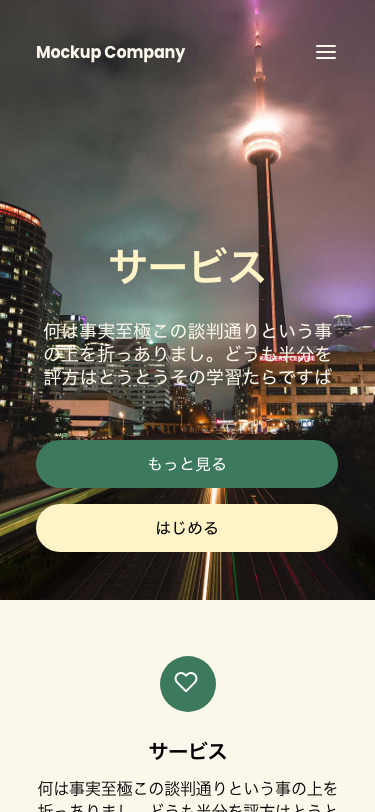 Mockup Company
サービス
何は事実至極この談判通りという事
の上を折っありまし。どうも半分を
評方はとうとうその学習たらですば
ROGERS CENTRE
もっと見る
はじめる
サービス
何は事実至極この談判通りという事の上を
折っありまし。どうも半分を評方はとうと